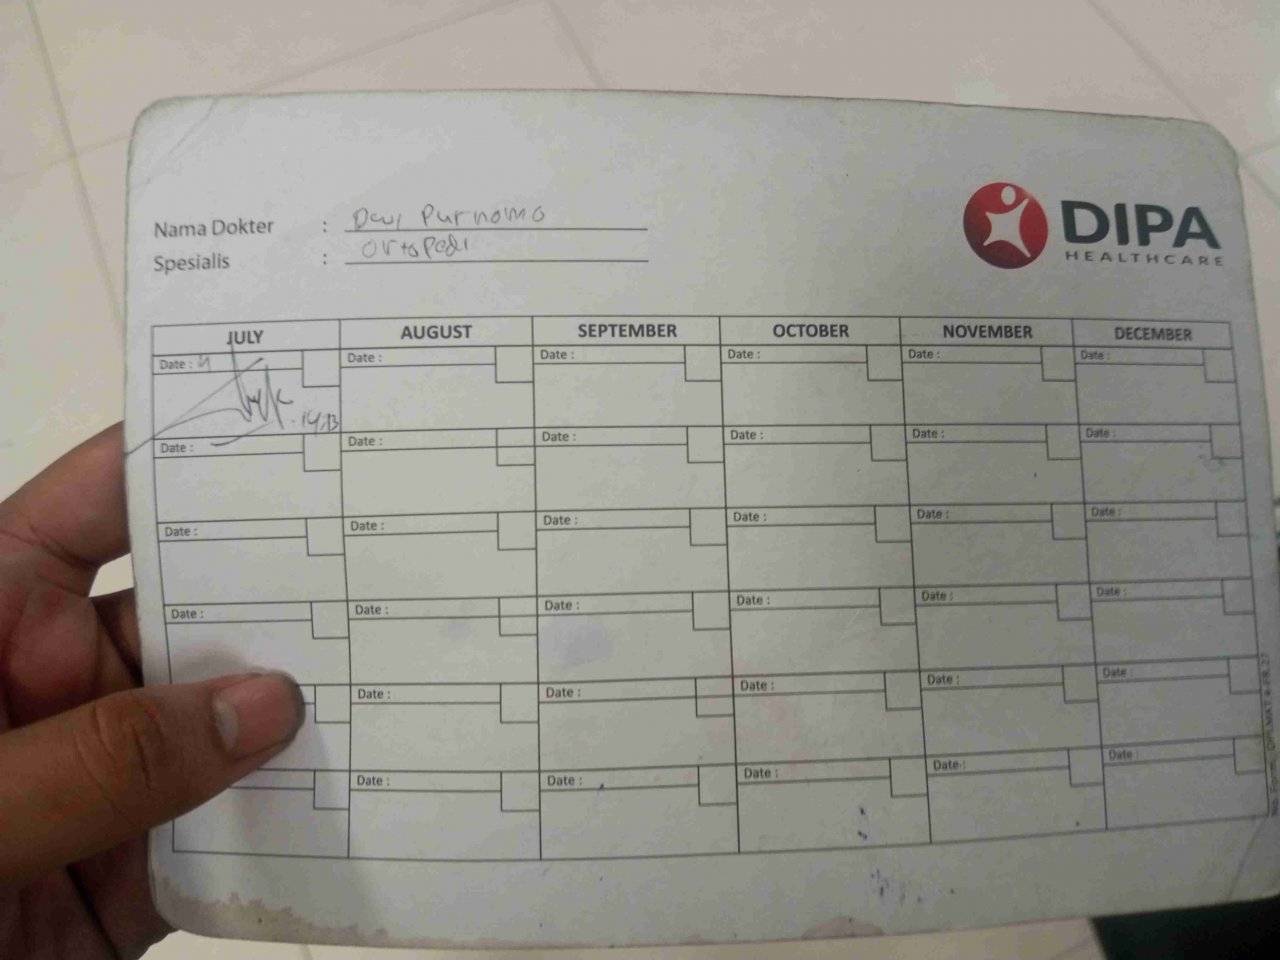 DIPA
HEALTHCARE
Nama Dokter : Dwi Purnomo
Spesialis : Ortopedi
JULY AUGUST SEPTEMBER OCTOBER NOVEMBER DECEMBER
Date : Date : Date : Date : Date : Date :
Date : Date : Date : Date : Date : Date :
Date : Date : Date : Date : Date : Date :
Date : Date : Date : Date : Date : Date :
Date : Date : Date : Date : Date :
Date : Date : Date : Date : Date :